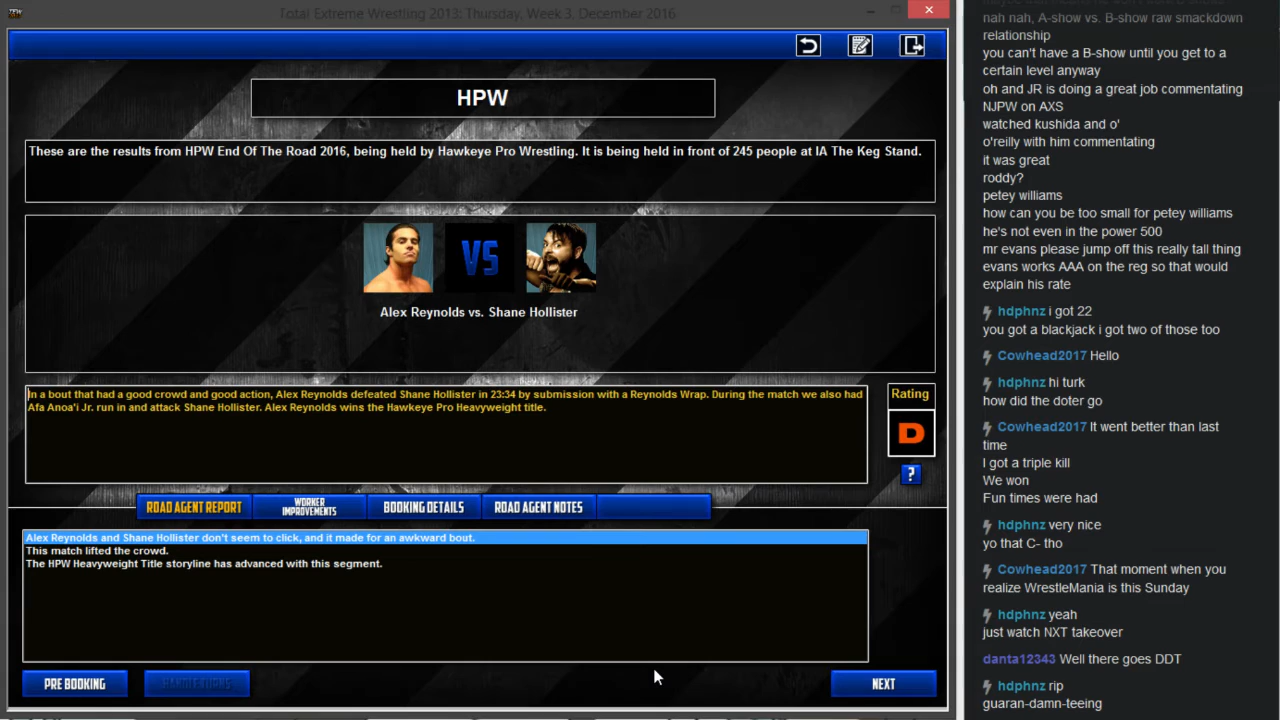 Total Extreme Wrestling 2013: Thursday, Week 3, December 2016
HPW
These are the results from HPW End Of The Road 2016, being held by Hawkeye Pro Wrestling. It is being held in front of 245 people at IA The Keg Stand.
VS
Alex Reynolds vs. Shane Hollister
In a bout that had a good crowd and good action, Alex Reynolds defeated Shane Hollister in 23:34 by submission with a Reynolds Wrap. During the match we also had
Afa Anoa'i Jr. run in and attack Shane Hollister. Alex Reynolds wins the Hawkeye Pro Heavyweight title.
Rating
D
?
ROAD AGENT REPORT
WORKER
IMPROVEMENTS
BOOKING DETAILS
ROAD AGENT NOTES
Alex Reynolds and Shane Hollister don't seem to click, and it made for an awkward bout.
This match lifted the crowd.
The HPW Heavyweight Title storyline has advanced with this segment.
PRE BOOKING
NEXT
nah nah, A-show vs. B-show raw smackdown
relationship
you can't have a B-show until you get to a
certain level anyway
oh and JR is doing a great job commentating
NJPW on AXS
watched kushida and o'
o'reilly with him commentating
it was great
roddy?
petey williams
how can you be too small for petey williams
he's not even in the power 500
mr evans please jump off this really tall thing
evans works AAA on the reg so that would
explain his rate
hdphnz i got 22
you got a blackjack i got two of those too
Cowhead2017 Hello
hdphnz hi turk
how did the doter go
Cowhead2017 It went better than last
time
I got a triple kill
We won
Fun times were had
hdphnz very nice
yo that C- tho
Cowhead2017 That moment when you
realize WrestleMania is this Sunday
hdphnz yeah
just watch NXT takeover
danta12343 Well there goes DDT
hdphnz rip
guaran-damn-teeing